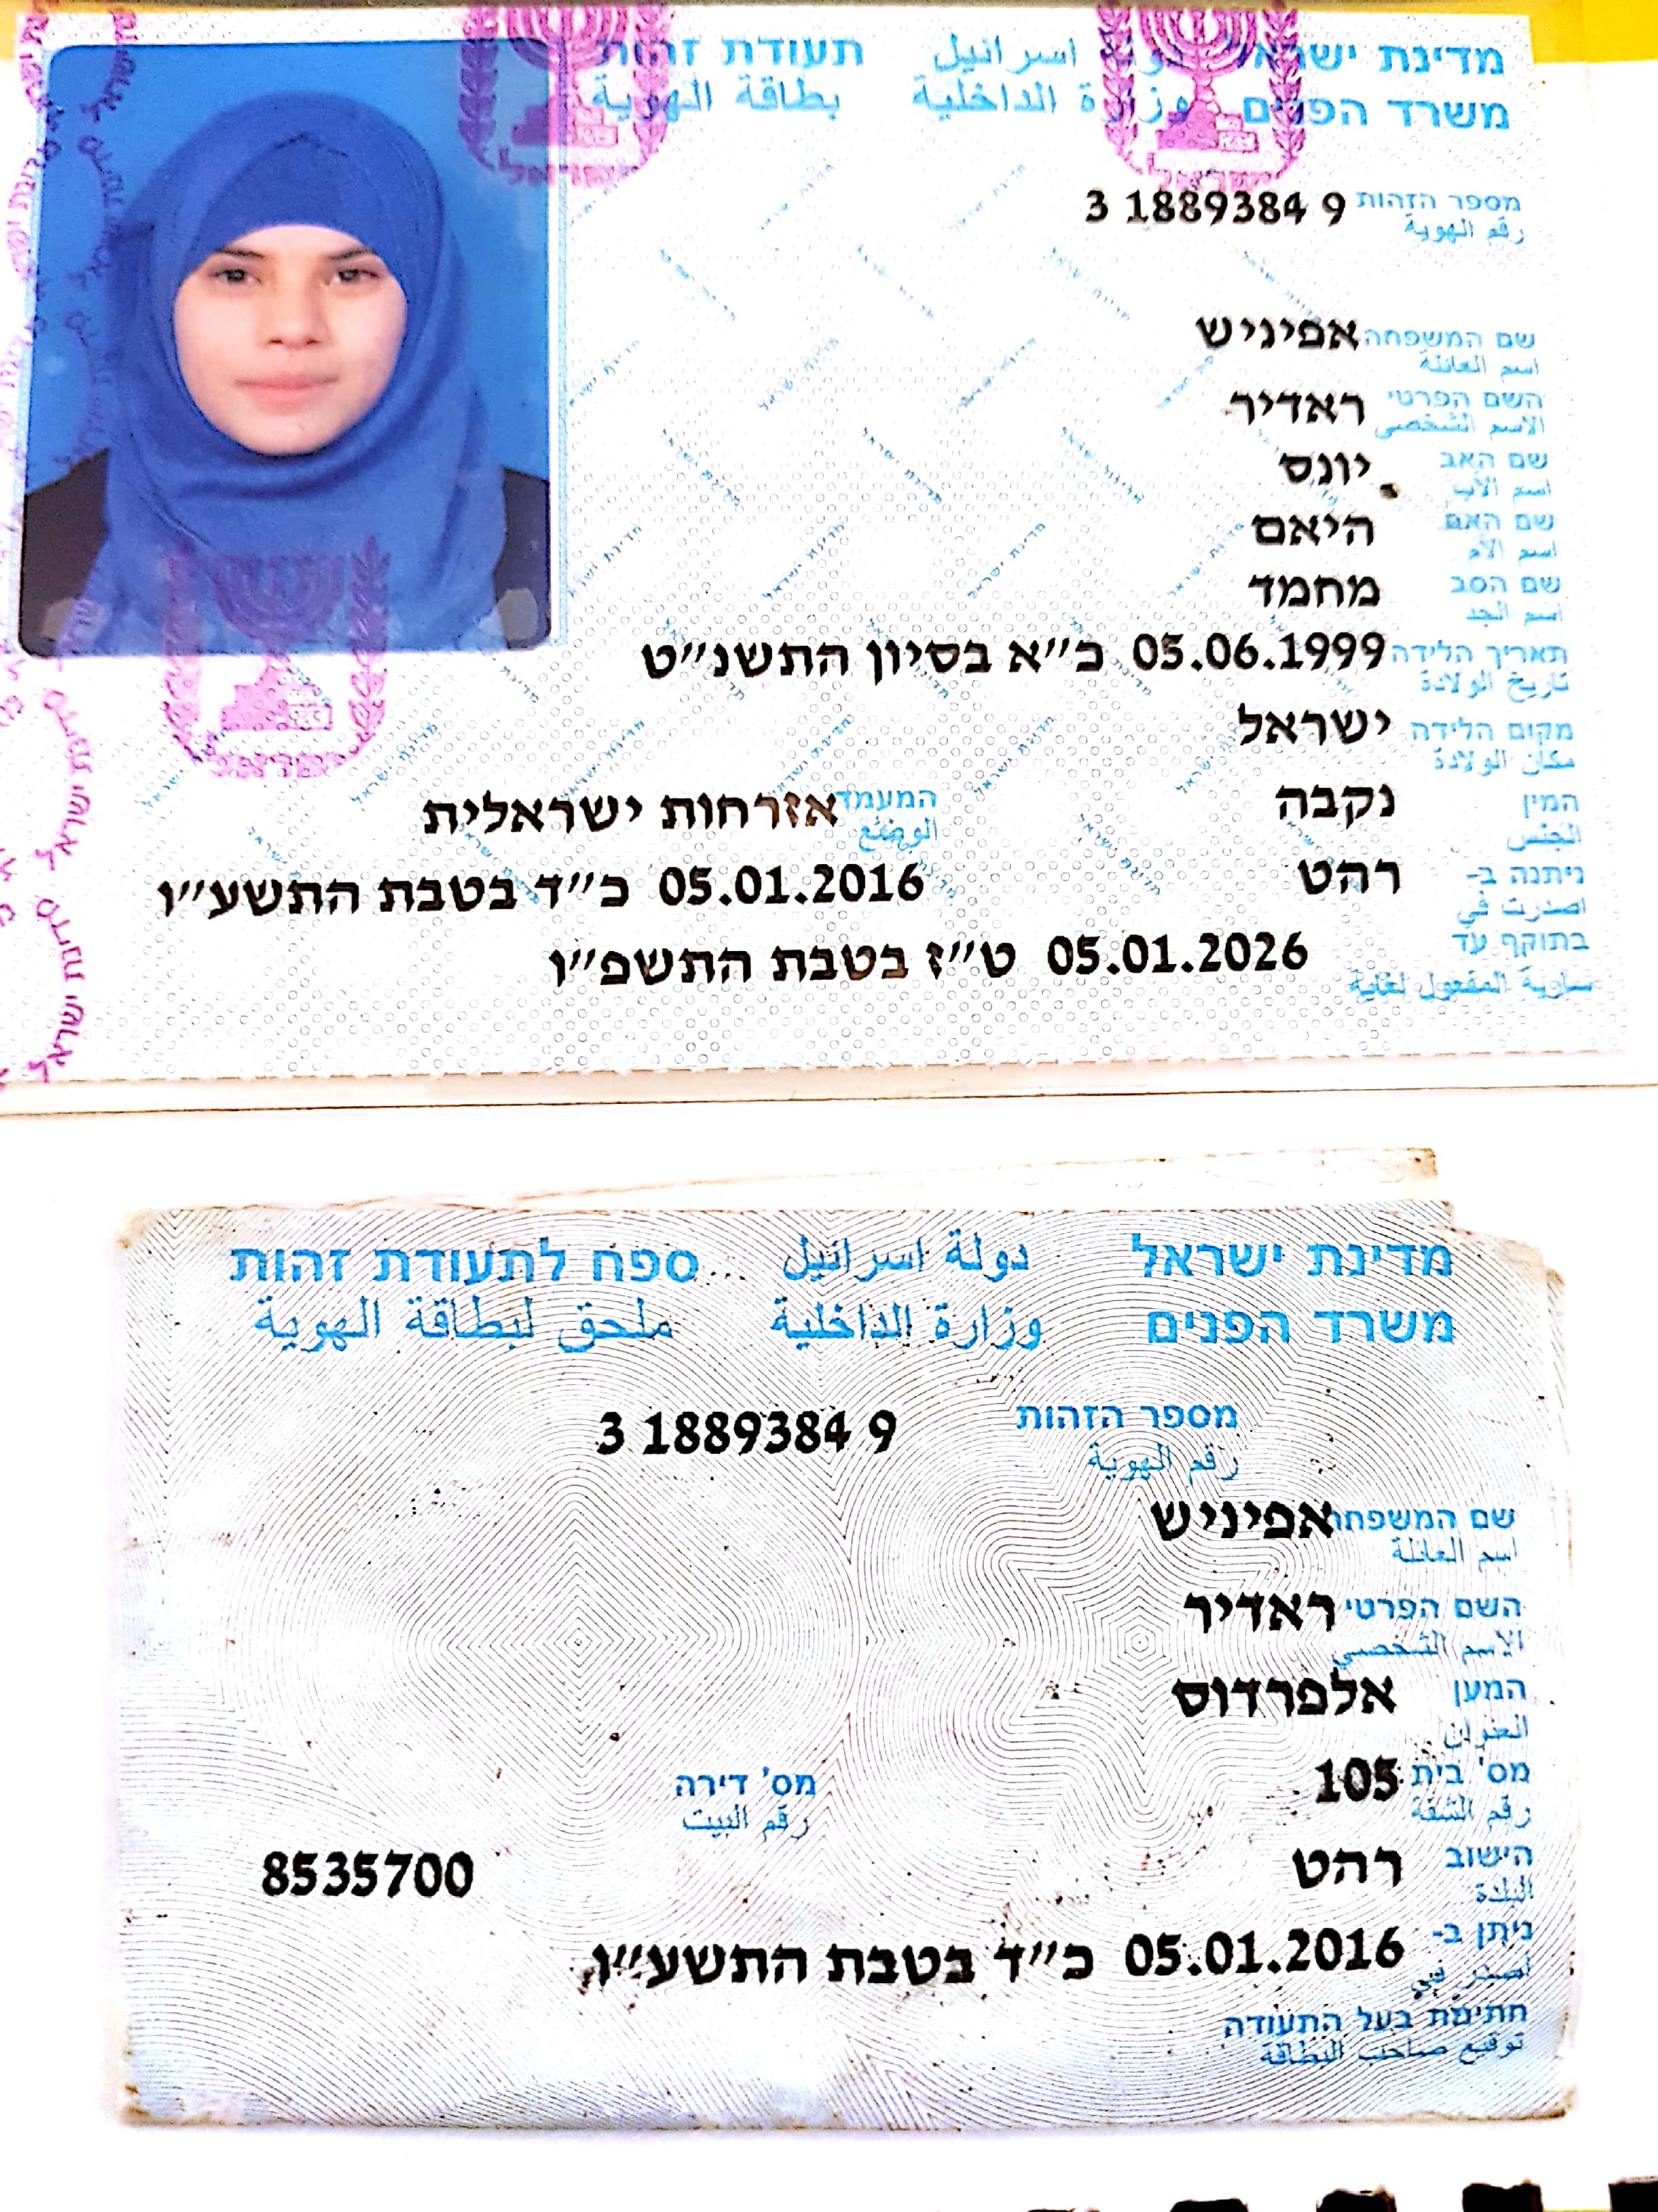 מדינת ישראל دولة اسرائيل תעודת זהות
משרד הפנים وزارة الداخلية بطاقة الهوية
מספר הזהות 3 1889384 9
رقم الهوية
שם המשפחה אפיניש
اسم العائلة
השם הפרטי ראדיר
الاسم الشخصي
שם האב יונס
اسم الاب
שם האם היאם
اسم الام
שם הסב מחמד
اسم الجد
תאריך הלידה 05.06.1999 כ"א בסיון התשנ"ט
تاريخ الولادة
מקום הלידה ישראל
مكان الولادة
המין נקבה המעמד אזרחות ישראלית
الجنس الوضع
ניתנה ב- רהט 05.01.2016 כ"ד בטבת התשע"ו
اصدرت في
בתוקף עד 05.01.2026 ט"ז בטבת התשפ"ו
سارية المفعول لغاية
מדינת ישראל دولة اسرائيل ספח לתעודת זהות
משרד הפנים وزارة الداخلية ملحق لبطاقة الهوية
מספר הזהות 3 1889384 9
رقم الهوية
שם המשפחה אפיניש
اسم العائلة
השם הפרטי ראדיר
الاسم الشخصي
המען אלפרדוס
العنوان
מס' בית 105 מס' דירה
رقم الشقة رقم البيت
הישוב רהט 8535700
البلدة
ניתן ב- 05.01.2016 כ"ד בטבת התשע"ו
اصدر في
חתימת בעל התעודה
توقيع صاحب البطاقة